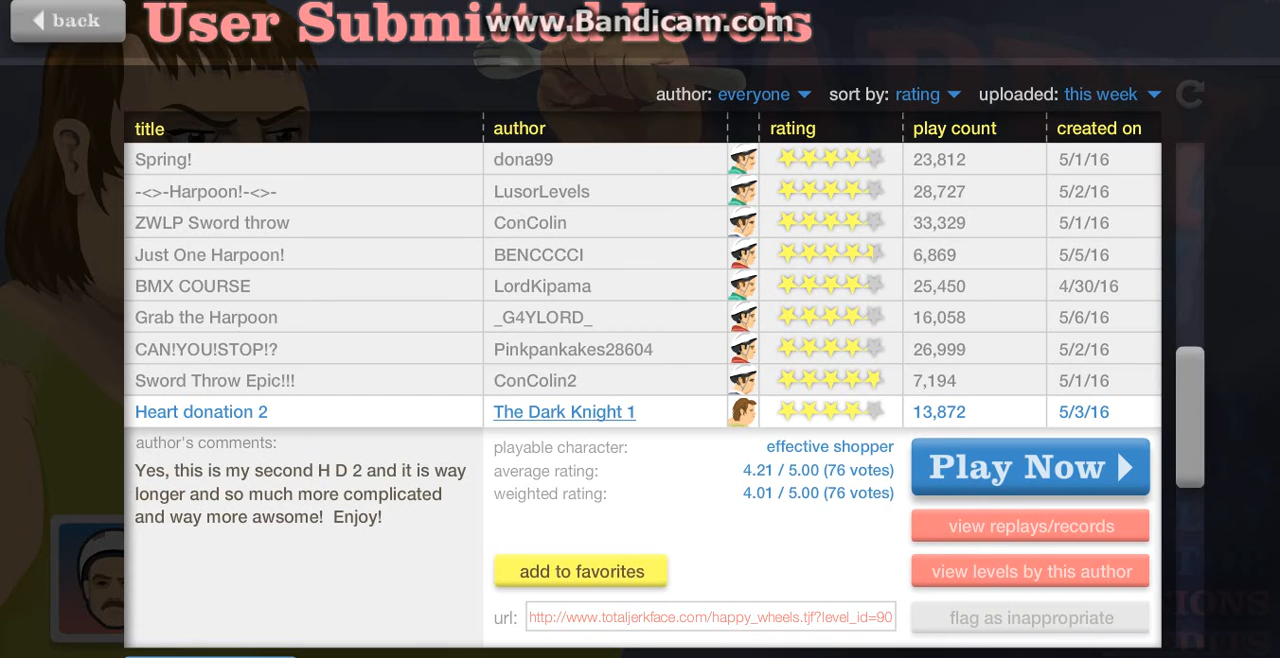 back
User Submitted Levels
www.Bandicam.com
author: everyone sort by: rating uploaded: this week
title author rating play count created on
Spring! dona99 23,812 5/1/16
-<>-Harpoon!-<>- LusorLevels 28,727 5/2/16
ZWLP Sword throw ConColin 33,329 5/1/16
Just One Harpoon! BENCCCCI 6,869 5/5/16
BMX COURSE LordKipama 25,450 4/30/16
Grab the Harpoon _G4YLORD_ 16,058 5/6/16
CAN!YOU!STOP!? Pinkpankakes28604 26,999 5/2/16
Sword Throw Epic!!! ConColin2 7,194 5/1/16
Heart donation 2 The Dark Knight 1 13,872 5/3/16
author's comments:
Yes, this is my second H D 2 and it is way
longer and so much more complicated
and way more awsome! Enjoy!
playable character: effective shopper
average rating: 4.21 / 5.00 (76 votes)
weighted rating: 4.01 / 5.00 (76 votes)
add to favorites
url: http://www.totaljerkface.com/happy_wheels.tjf?level_id=90
Play Now
view replays/records
view levels by this author
flag as inappropriate